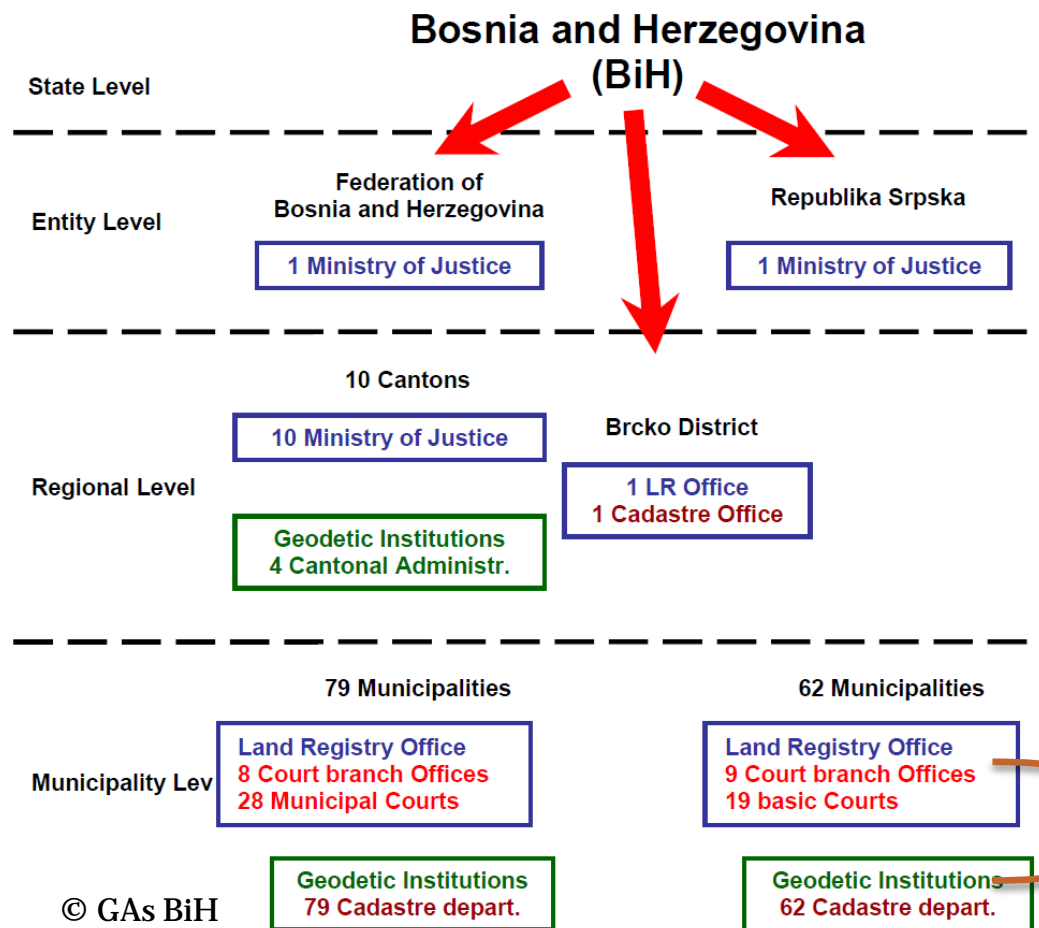 Bosnia and Herzegovina
(BiH)
State Level
Federation of
Bosnia and Herzegovina
Republika Srpska
Entity Level
1 Ministry of Justice
1 Ministry of Justice
10 Cantons
10 Ministry of Justice
Brcko District
Regional Level
1 LR Office
1 Cadastre Office
Geodetic Institutions
4 Cantonal Administr.
79 Municipalities
62 Municipalities
Municipality Lev
Land Registry Office
8 Court branch Offices
28 Municipal Courts
Land Registry Office
9 Court branch Offices
19 basic Courts
Geodetic Institutions
79 Cadastre depart.
Geodetic Institutions
62 Cadastre depart.
© GAs BiH